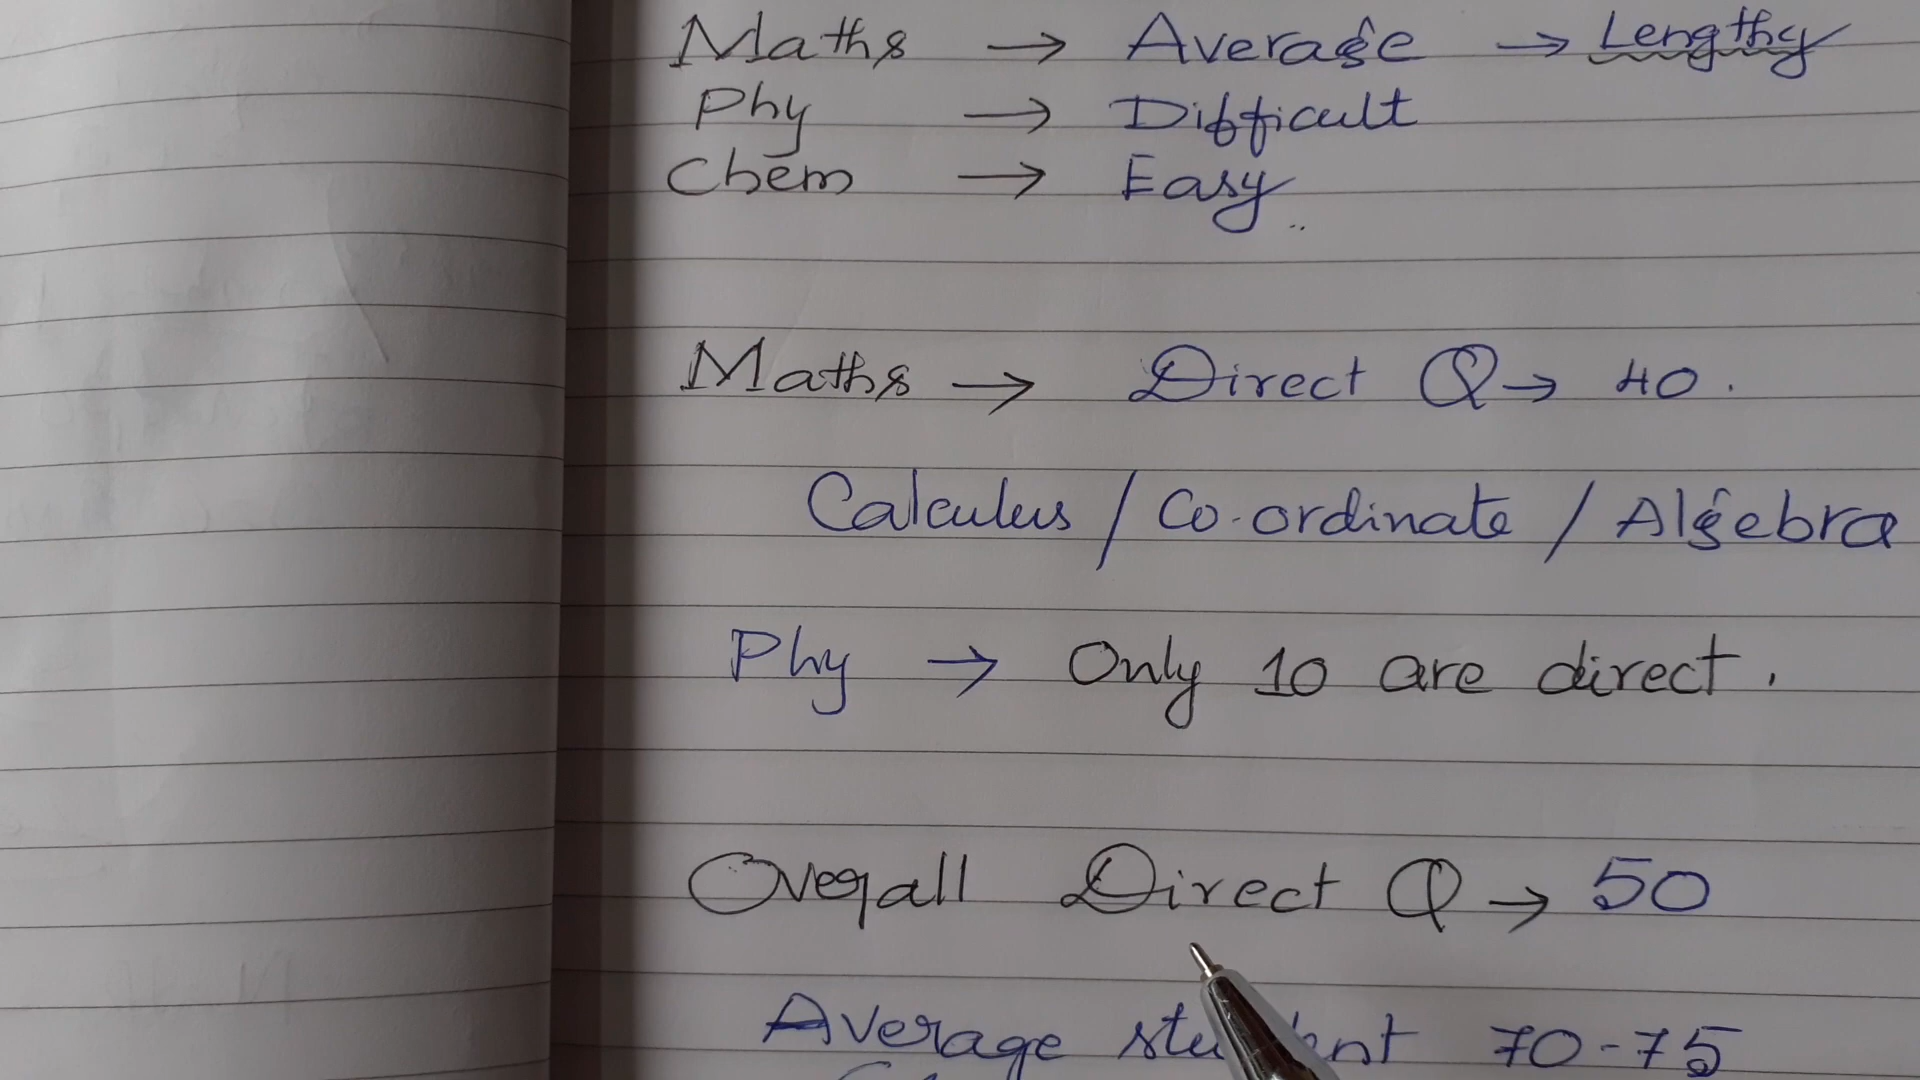 Maths → Average → Lengthy
Phy → Difficult
Chem → Easy
Maths → Direct Q → 40.
Calculus / Co-ordinate / Algebra
Phy → Only 10 are direct.
Overall Direct Q → 50
Average student 70-75